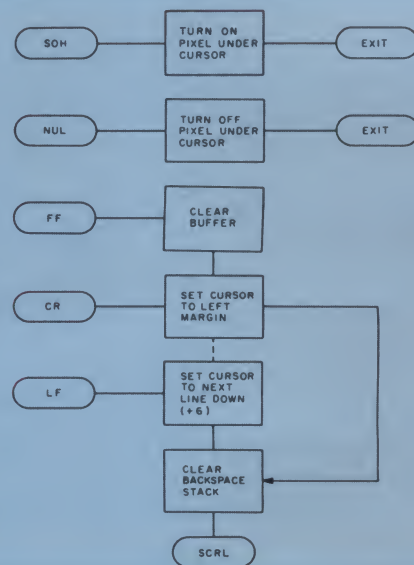 SOH
TURN ON
PIXEL UNDER
CURSOR
EXIT
NUL
TURN OFF
PIXEL UNDER
CURSOR
EXIT
FF
CLEAR
BUFFER
CR
SET CURSOR
TO LEFT
MARGIN
LF
SET CURSOR
TO NEXT
LINE DOWN
(+6)
CLEAR
BACKSPACE
STACK
SCRL